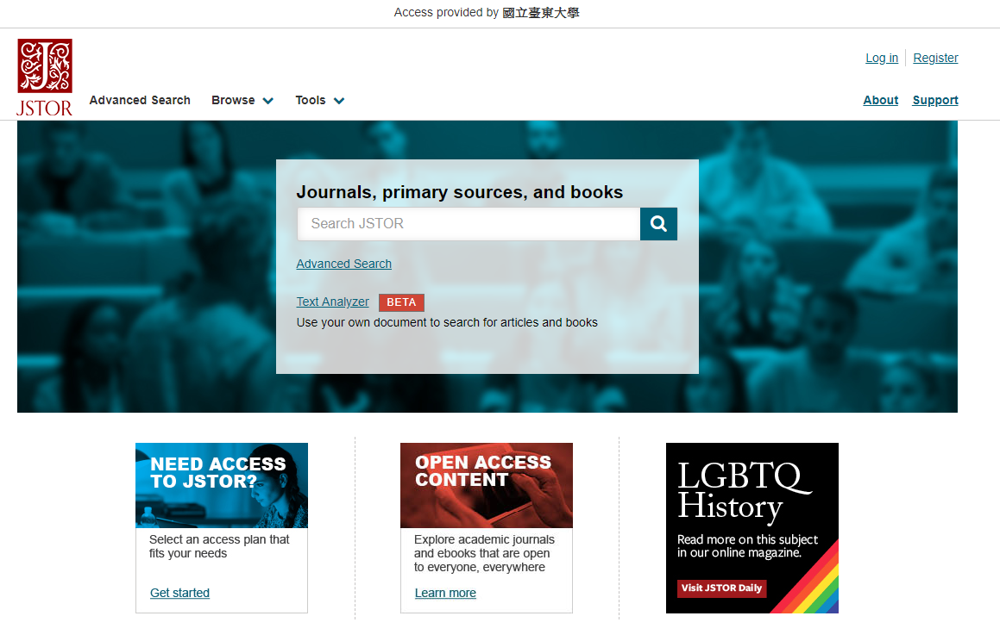 Access provided by 國立臺東大學
Log in Register
JSTOR
Advanced Search Browse Tools
About Support
Journals, primary sources, and books
Search JSTOR
Advanced Search
Text Analyzer BETA
Use your own document to search for articles and books
NEED ACCESS
TO JSTOR?
Select an access plan that
fits your needs
Get started
OPEN ACCESS
CONTENT
Explore academic journals
and ebooks that are open
to everyone, everywhere
Learn more
LGBTQ
History
Read more on this subject
in our online magazine.
Visit JSTOR Daily